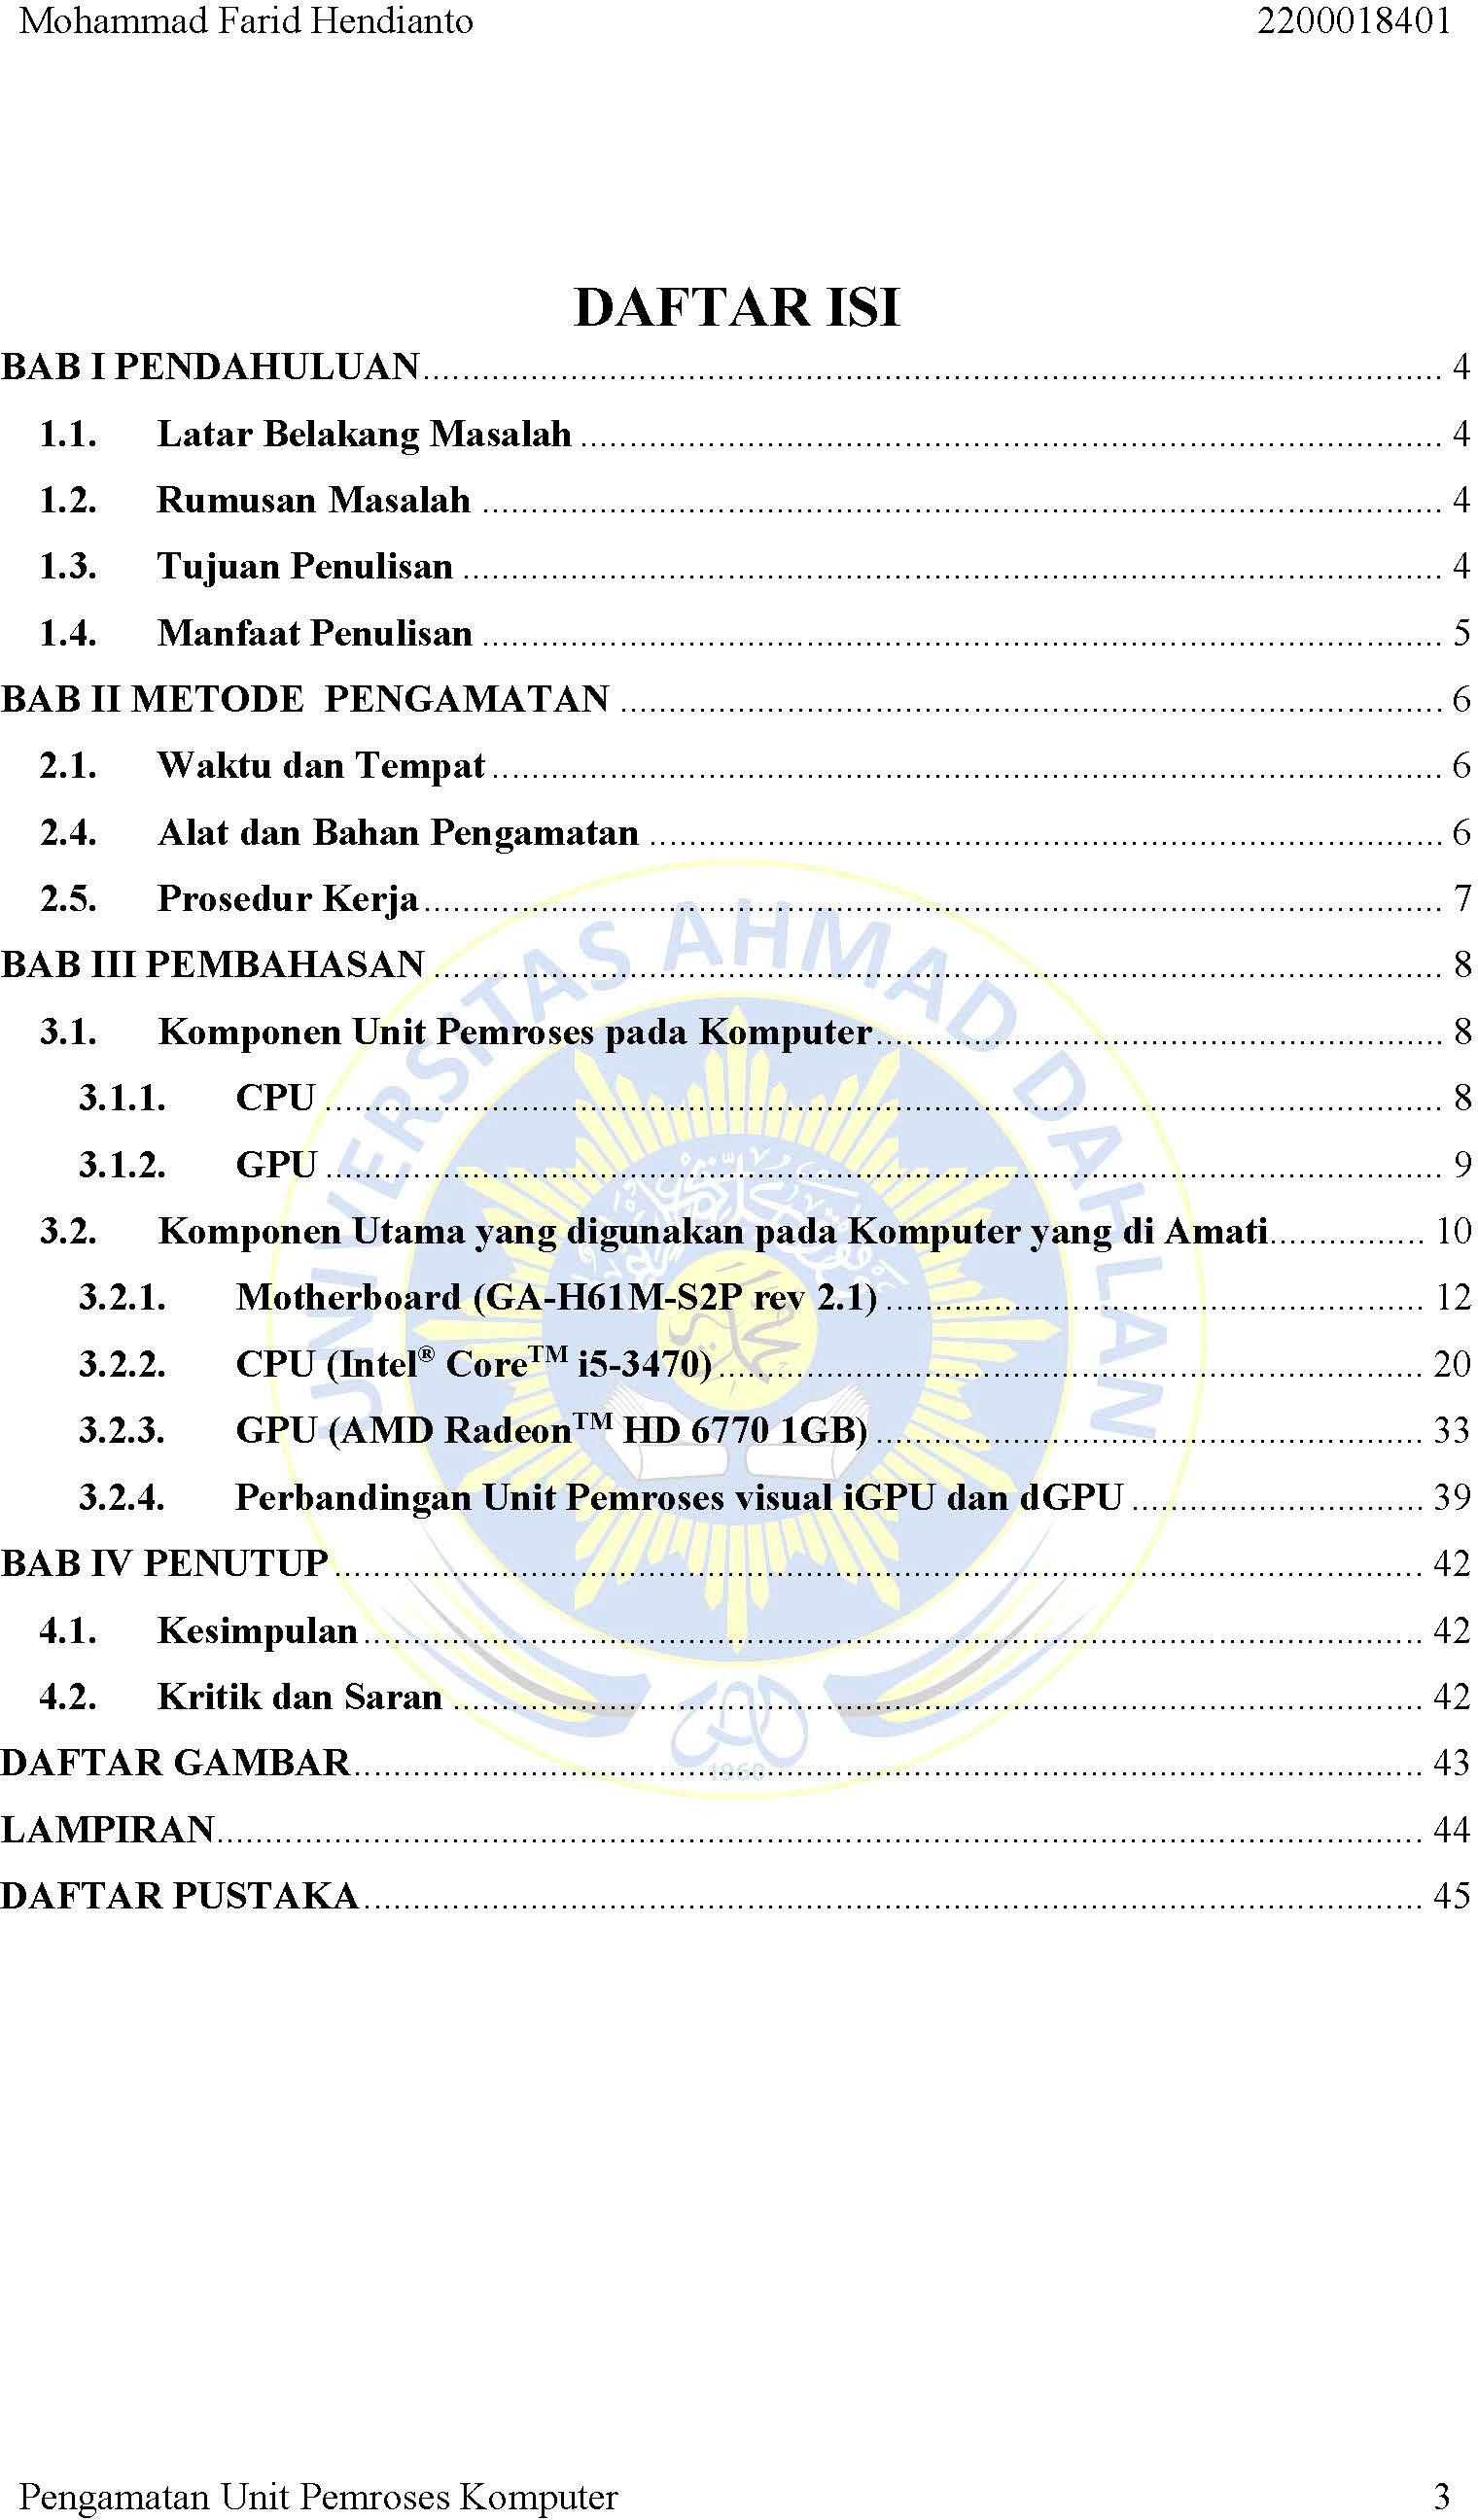 Mohammad Farid Hendianto 2200018401
DAFTAR ISI
BAB I PENDAHULUAN........ 4
1.1. Latar Belakang Masalah ........ 4
1.2. Rumusan Masalah ........ 4
1.3. Tujuan Penulisan ........ 4
1.4. Manfaat Penulisan ........ 5
BAB II METODE  PENGAMATAN ........ 6
2.1. Waktu dan Tempat ........ 6
2.4. Alat dan Bahan Pengamatan ........ 6
2.5. Prosedur Kerja ........ 7
BAB III PEMBAHASAN ........ 8
3.1. Komponen Unit Pemroses pada Komputer ........ 8
3.1.1. CPU ........ 8
3.1.2. GPU ........ 9
3.2. Komponen Utama yang digunakan pada Komputer yang di Amati ........ 10
3.2.1. Motherboard (GA-H61M-S2P rev 2.1) ........ 12
3.2.2. CPU (Intel® Core™ i5-3470) ........ 20
3.2.3. GPU (AMD Radeon™ HD 6770 1GB) ........ 33
3.2.4. Perbandingan Unit Pemroses visual iGPU dan dGPU ........ 39
BAB IV PENUTUP ........ 42
4.1. Kesimpulan ........ 42
4.2. Kritik dan Saran ........ 42
DAFTAR GAMBAR ........ 43
LAMPIRAN ........ 44
DAFTAR PUSTAKA ........ 45
UNIVERSITAS AHMAD DAHLAN
1960
Pengamatan Unit Pemroses Komputer 3